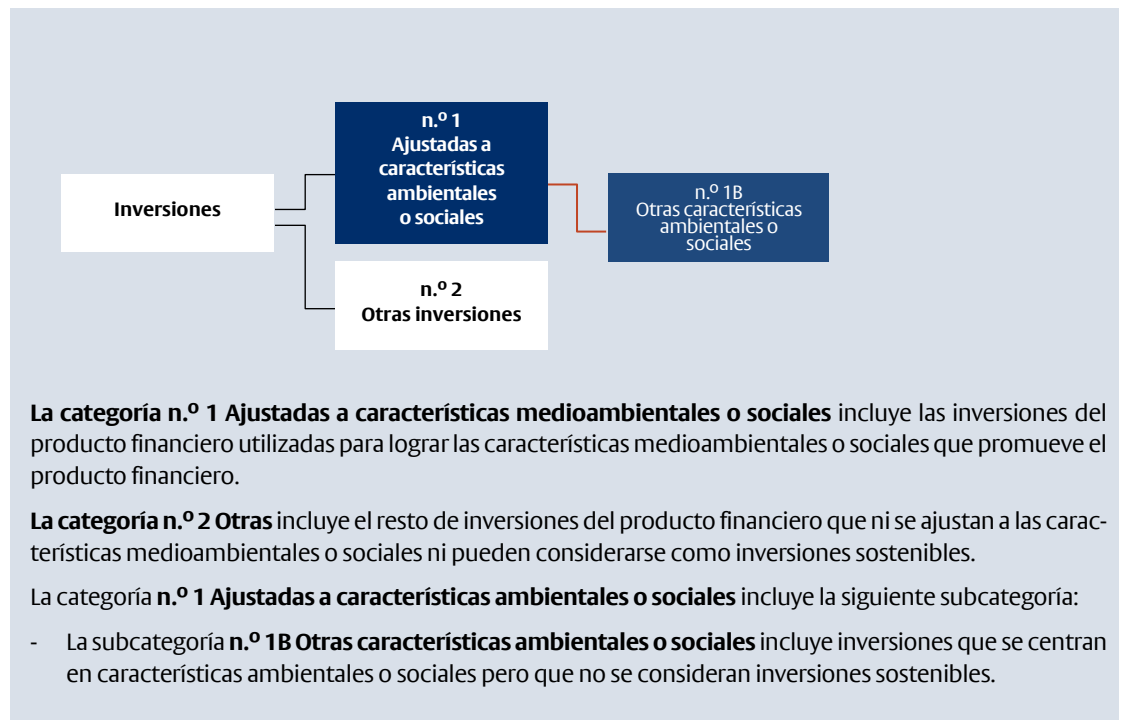 n.º 1
Ajustadas a
características
ambientales
o sociales
Inversiones
n.º 1B
Otras características
ambientales o
sociales
n.º 2
Otras inversiones
La categoría n.º 1 Ajustadas a características medioambientales o sociales incluye las inversiones del
producto financiero utilizadas para lograr las características medioambientales o sociales que promueve el
producto financiero.
La categoría n.º 2 Otras incluye el resto de inversiones del producto financiero que ni se ajustan a las carac-
terísticas medioambientales o sociales ni pueden considerarse como inversiones sostenibles.
La categoría n.º 1 Ajustadas a características ambientales o sociales incluye la siguiente subcategoría:
- La subcategoría n.º 1B Otras características ambientales o sociales incluye inversiones que se centran
en características ambientales o sociales pero que no se consideran inversiones sostenibles.